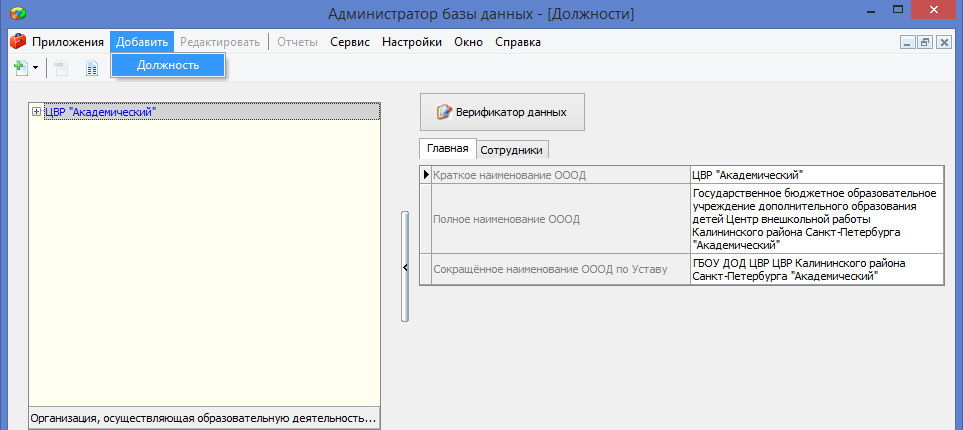 Администратор базы данных - [Должности]
Приложения Добавить Редактировать Отчеты Сервис Настройки Окно Справка
Должность
ЦВР "Академический"
Организация, осуществляющая образовательную деятельность...
Верификатор данных
Главная Сотрудники
Краткое наименование ОООД ЦВР "Академический"
Полное наименование ОООД
Государственное бюджетное образовательное
учреждение дополнительного образования
детей Центр внешкольной работы
Калининского района Санкт-Петербурга
"Академический"
Сокращённое наименование ОООД по Уставу
ГБОУ ДОД ЦВР ЦВР Калининского района
Санкт-Петербурга "Академический"